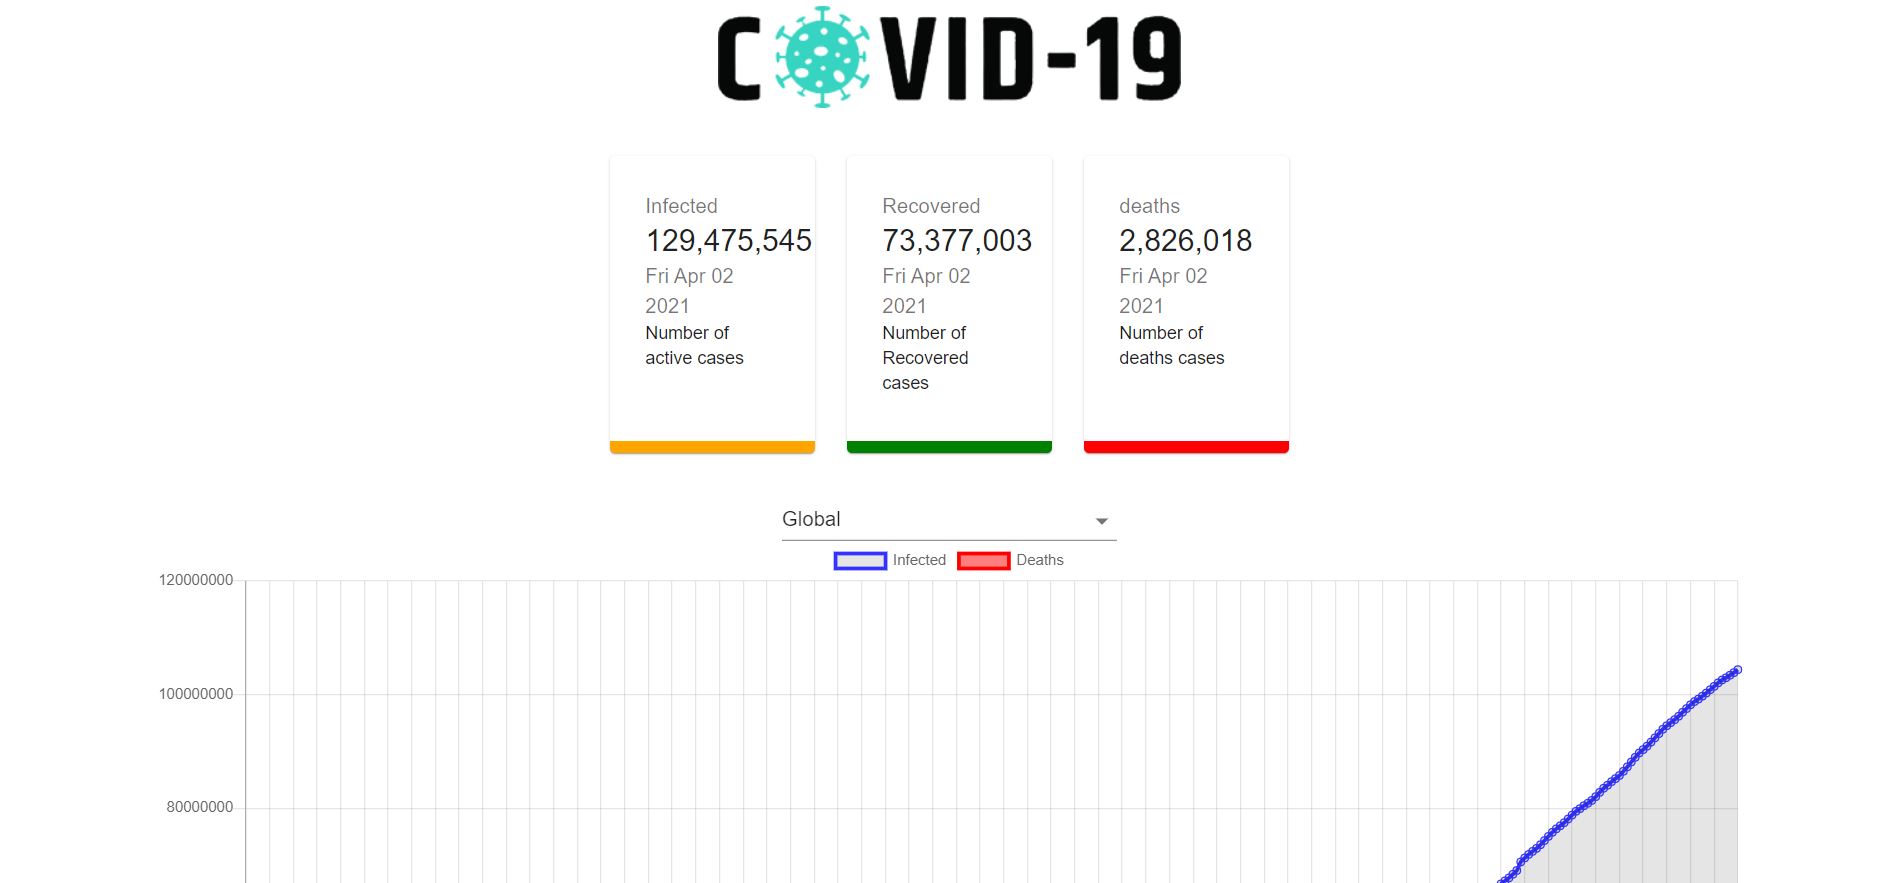 COVID-19
Infected
129,475,545
Fri Apr 02
2021
Number of
active cases
Recovered
73,377,003
Fri Apr 02
2021
Number of
Recovered
cases
deaths
2,826,018
Fri Apr 02
2021
Number of
deaths cases
Global
Infected Deaths
120000000
100000000
80000000